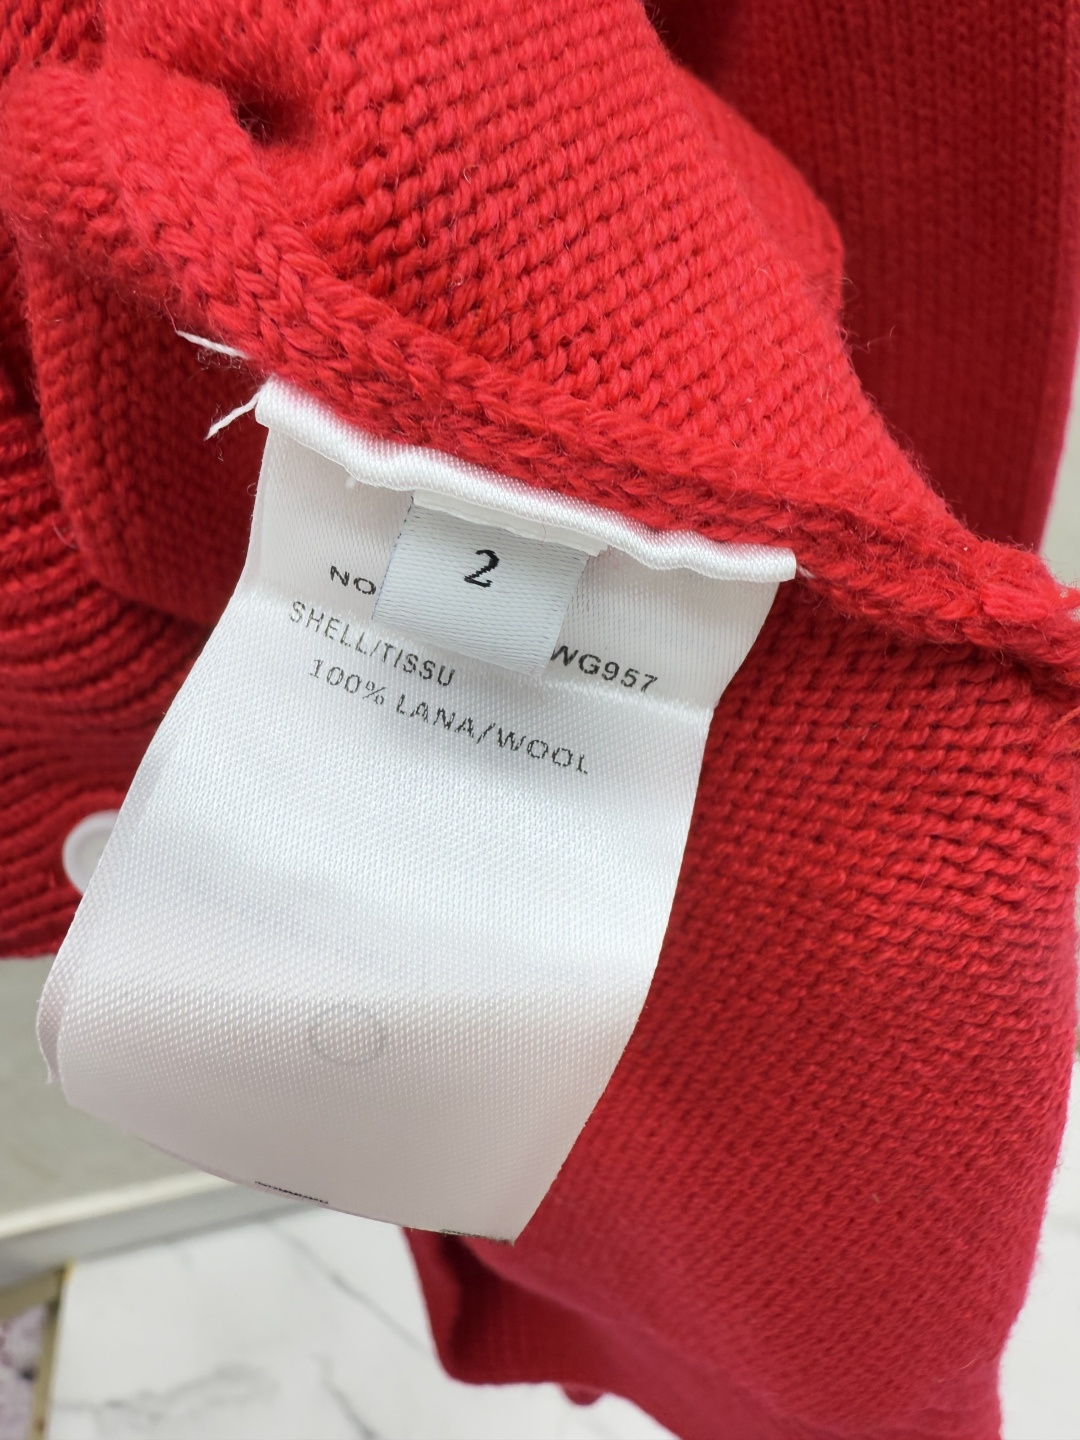 2
NO WG957
SHELL/TISSU
100% LANA/WOOL